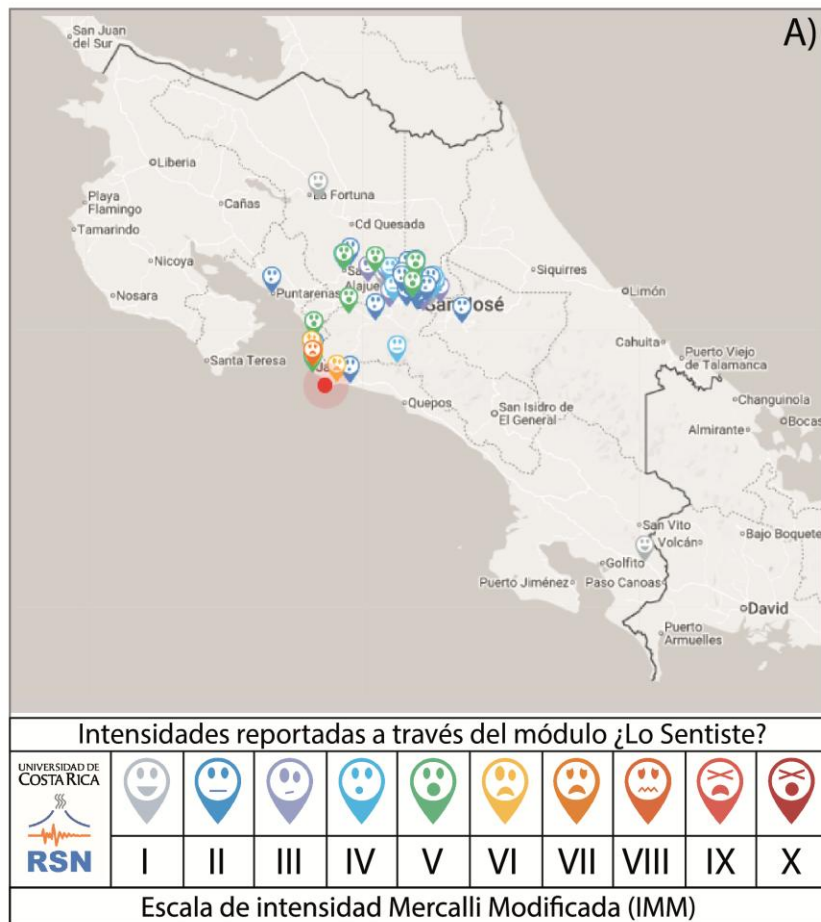 A)
San Juan
del Sur
Liberia
La Fortuna
Playa
Flamingo
Cañas
Cd Quesada
Tamarindo
Nicoya
Siquirres
Puntarenas
Alajue
San José
Nosara
Limón
Santa Teresa
Cahuita
Puerto Viejo
de Talamanca
Quepos
San Isidro de
El General
Changuinola
Almirante
Bocas
San Vito
Volcán
Bajo Boquete
Golfito
Puerto Jiménez
Paso Canoas
David
Puerto
Armuelles
Intensidades reportadas a través del módulo ¿Lo Sentiste?
UNIVERSIDAD DE
COSTA RICA
RSN
I II III IV V VI VII VIII IX X
Escala de intensidad Mercalli Modificada (IMM)